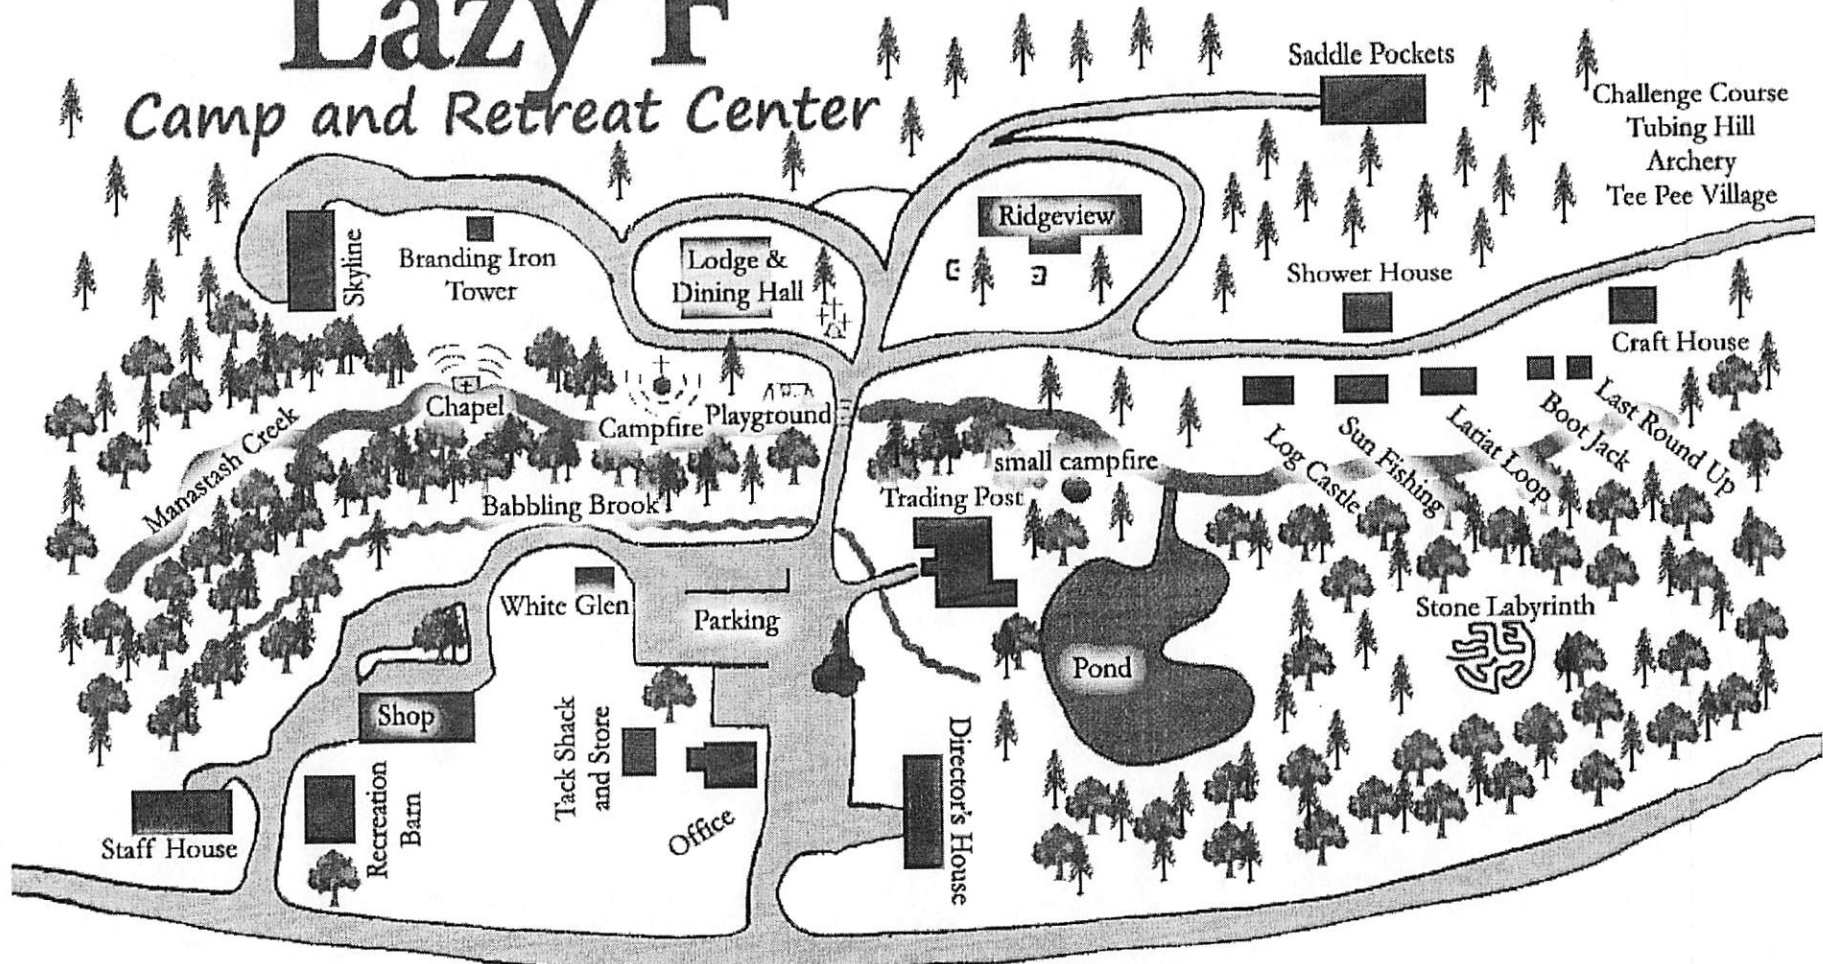 Lazy F
Camp and Retreat Center
Saddle Pockets
Challenge Course
Tubing Hill
Archery
Tee Pee Village
Ridgeview
Skyline
Branding Iron
Tower
Lodge &
Dining Hall
Shower House
Craft House
Chapel
Campfire
Playground
Manastash Creek
Log Castle
Sun Fishing
Lariat Loop
Boot Jack
Last Round Up
small campfire
Trading Post
Babbling Brook
White Glen
Parking
Stone Labyrinth
Pond
Shop
Tack Shack
and Store
Office
Director's House
Recreation
Barn
Staff House